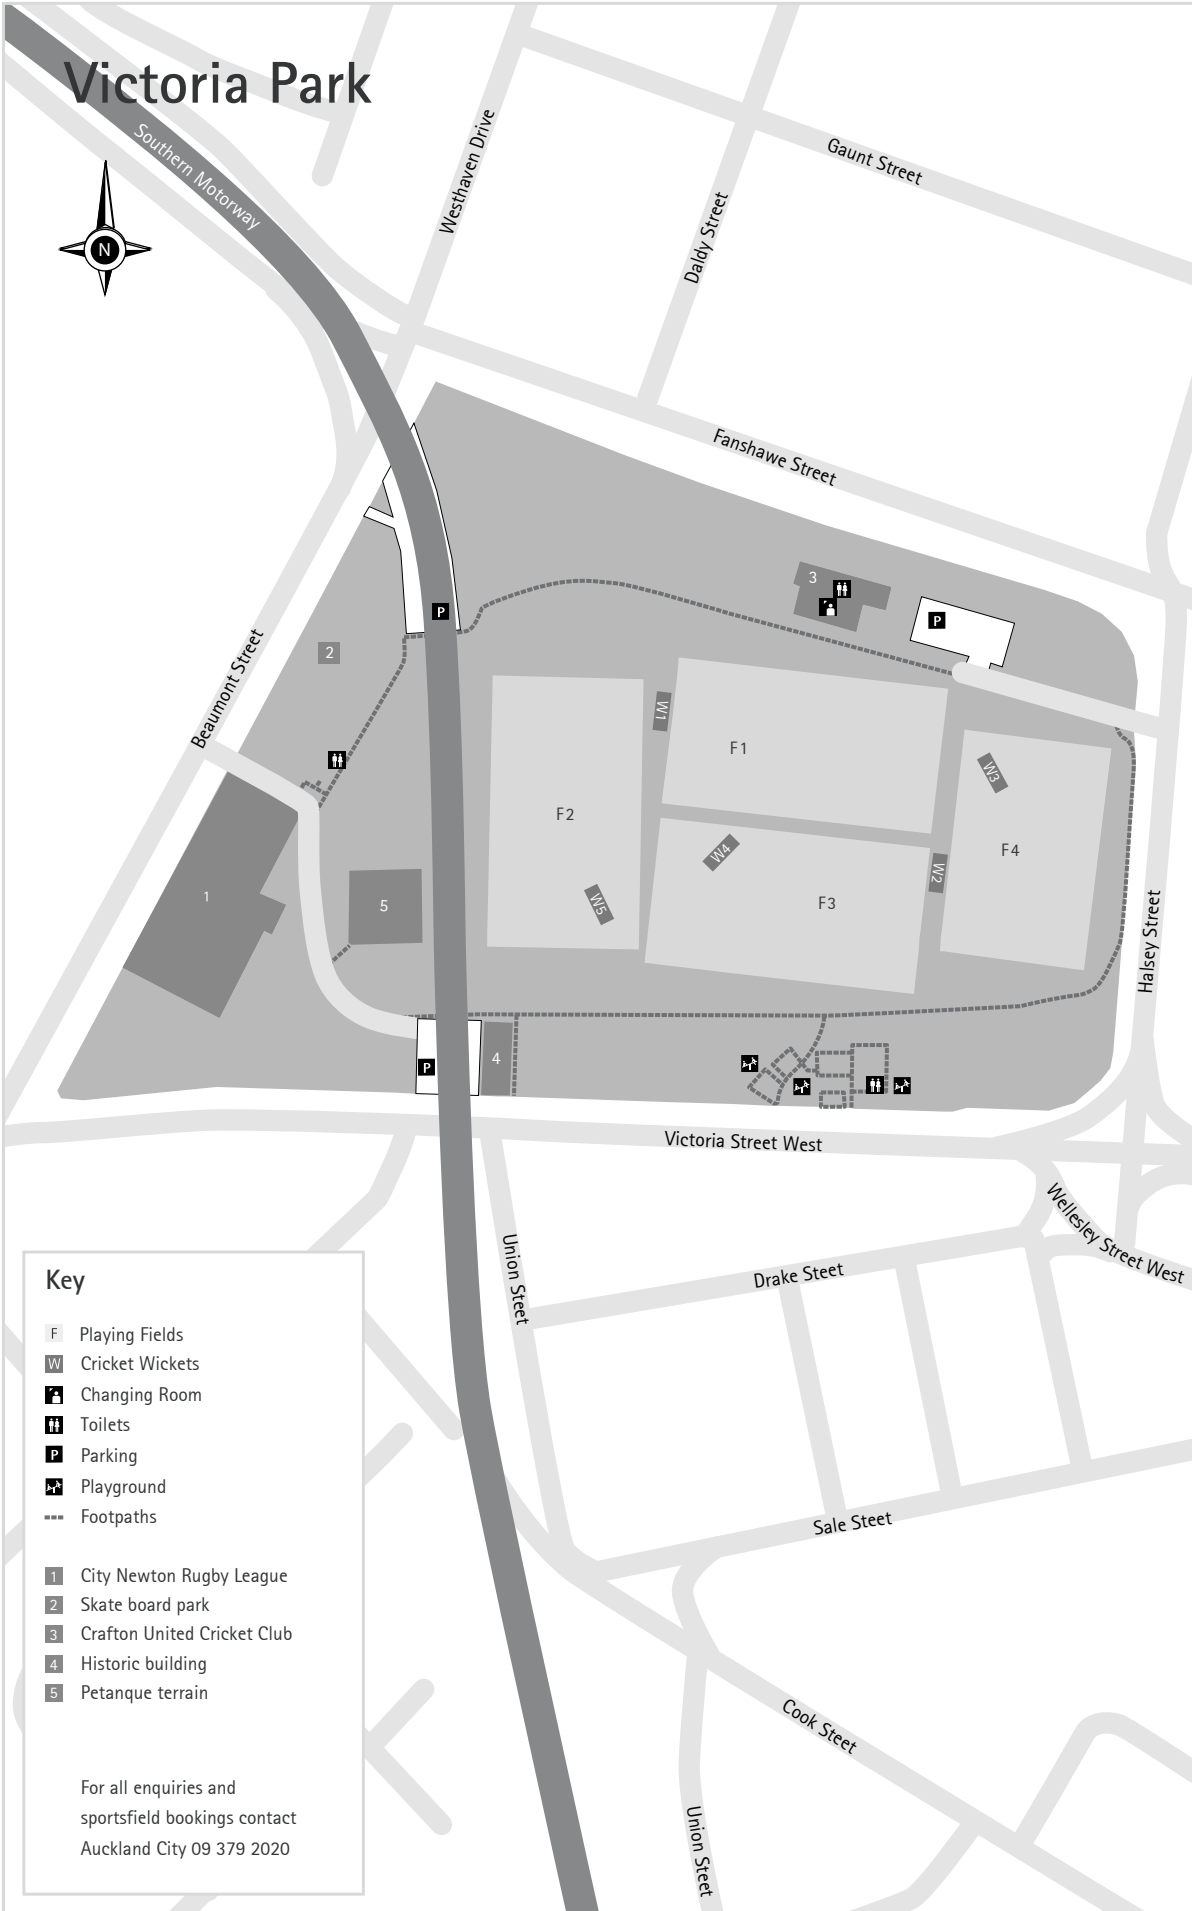 Victoria Park
Southern Motorway
N
Westhaven Drive
Gaunt Street
Daldy Street
Fanshawe Street
3
P
P
Beaumont Street
2
W1
F1
W3
F2
W4
F4
W2
1
5
W5
F3
Halsey Street
4
P
Victoria Street West
Wellesley Street West
Union Steet
Drake Steet
Key
F Playing Fields
W Cricket Wickets
Changing Room
Toilets
P Parking
Playground
Footpaths
Sale Steet
1 City Newton Rugby League
2 Skate board park
3 Crafton United Cricket Club
4 Historic building
5 Petanque terrain
Cook Steet
For all enquiries and
sportsfield bookings contact
Auckland City 09 379 2020
Union Steet